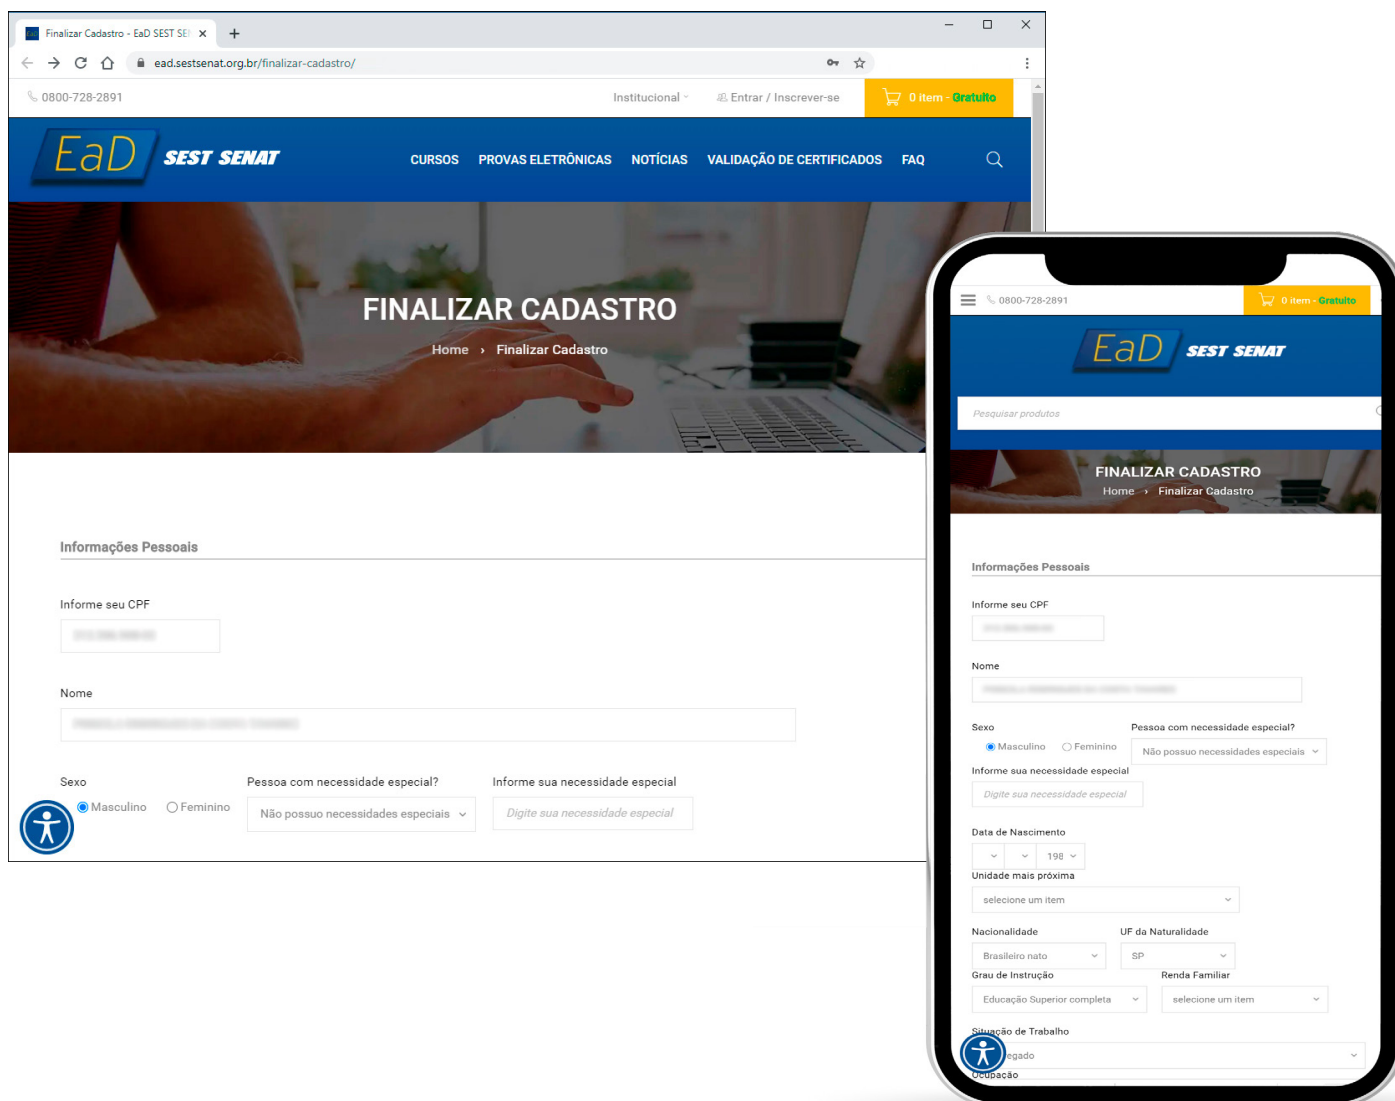 Finalizar Cadastro - EaD SEST SE
ead.sestsenat.org.br/finalizar-cadastro/
0800-728-2891
Institucional
Entrar / Inscrever-se
0 item - Gratuito
EaD SEST SENAT
CURSOS PROVAS ELETRÔNICAS NOTÍCIAS VALIDAÇÃO DE CERTIFICADOS FAQ
FINALIZAR CADASTRO
Home › Finalizar Cadastro
Informações Pessoais
Informe seu CPF
Nome
Sexo Pessoa com necessidade especial? Informe sua necessidade especial
Masculino Feminino Não possuo necessidades especiais Digite sua necessidade especial
0800-728-2891 0 item - Gratuito
EaD SEST SENAT
Pesquisar produtos
FINALIZAR CADASTRO
Home › Finalizar Cadastro
Informações Pessoais
Informe seu CPF
Nome
Sexo Pessoa com necessidade especial?
Masculino Feminino Não possuo necessidades especiais
Informe sua necessidade especial
Digite sua necessidade especial
Data de Nascimento
198
Unidade mais próxima
selecione um item
Nacionalidade UF da Naturalidade
Brasileiro nato SP
Grau de Instrução Renda Familiar
Educação Superior completa selecione um item
Situação de Trabalho
egado
Ocupação